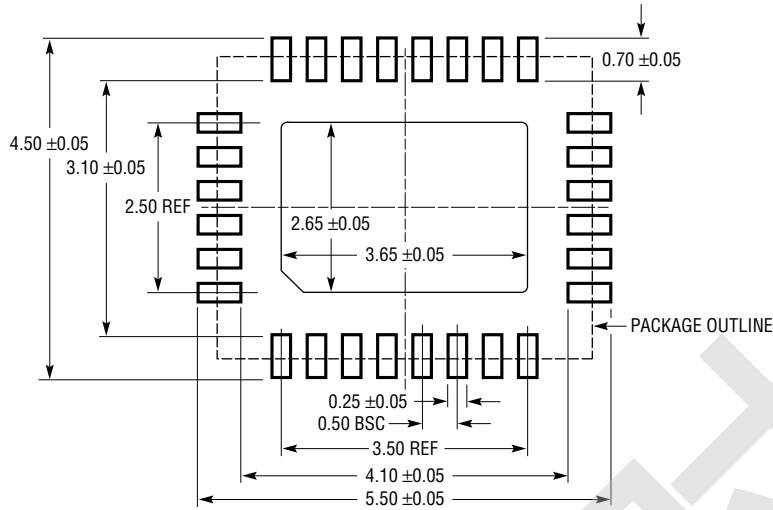 0.70 ±0.05
4.50 ±0.05
3.10 ±0.05
2.50 REF
2.65 ±0.05
3.65 ±0.05
PACKAGE OUTLINE
0.25 ±0.05
0.50 BSC
3.50 REF
4.10 ±0.05
5.50 ±0.05